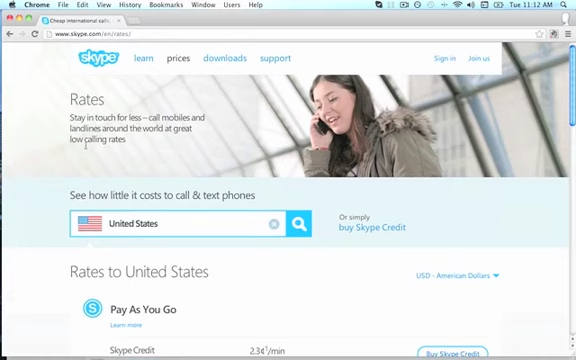 Chrome File Edit View History Bookmarks Window Users Help
Tue 11:12 AM
Cheap international calls
www.skype.com/en/rates/
skype
learn prices downloads support
Sign in Join us
Rates
Stay in touch for less – call mobiles and
landlines around the world at great
low calling rates
See how little it costs to call & text phones
United States
Or simply
buy Skype Credit
Rates to United States
USD - American Dollars
Pay As You Go
Learn more
Skype Credit 2.3¢¹/min
Buy Skype Credit